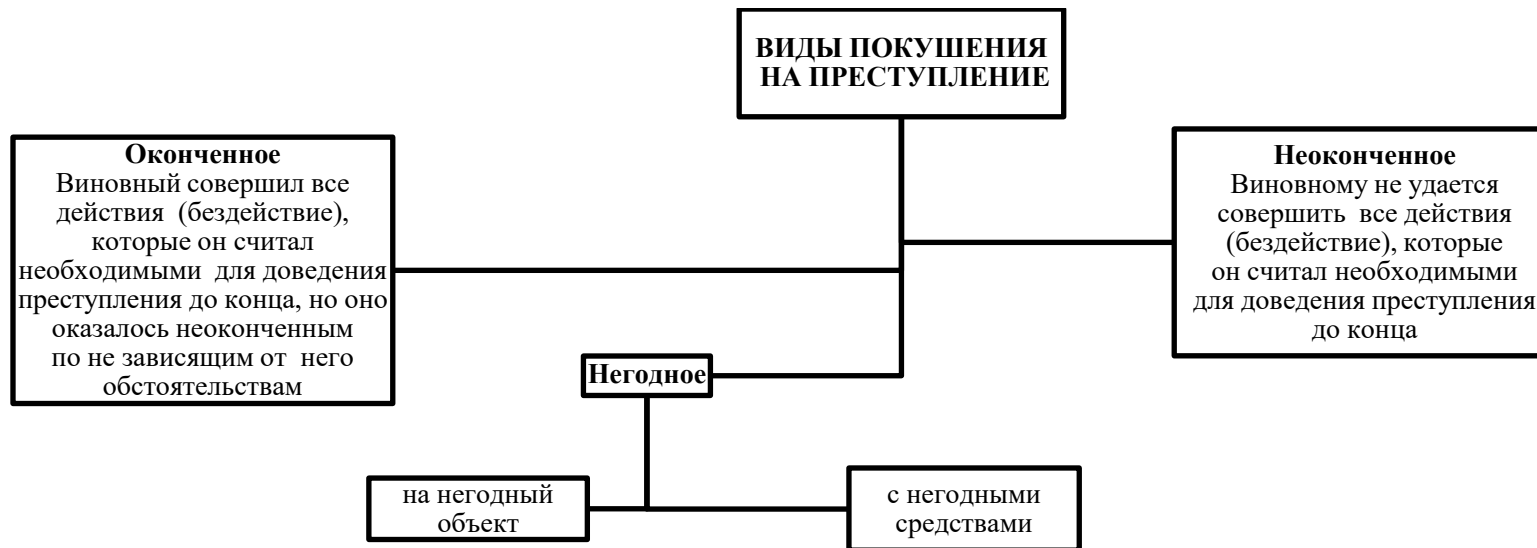 ВИДЫ ПОКУШЕНИЯ
НА ПРЕСТУПЛЕНИЕ
Оконченное
Виновный совершил все
действия (бездействие),
которые он считал
необходимыми для доведения
преступления до конца, но оно
оказалось неоконченным
по не зависящим от него
обстоятельствам
Неоконченное
Виновному не удается
совершить все действия
(бездействие), которые
он считал необходимыми
для доведения преступления
до конца
Негодное
на негодный
объект
с негодными
средствами